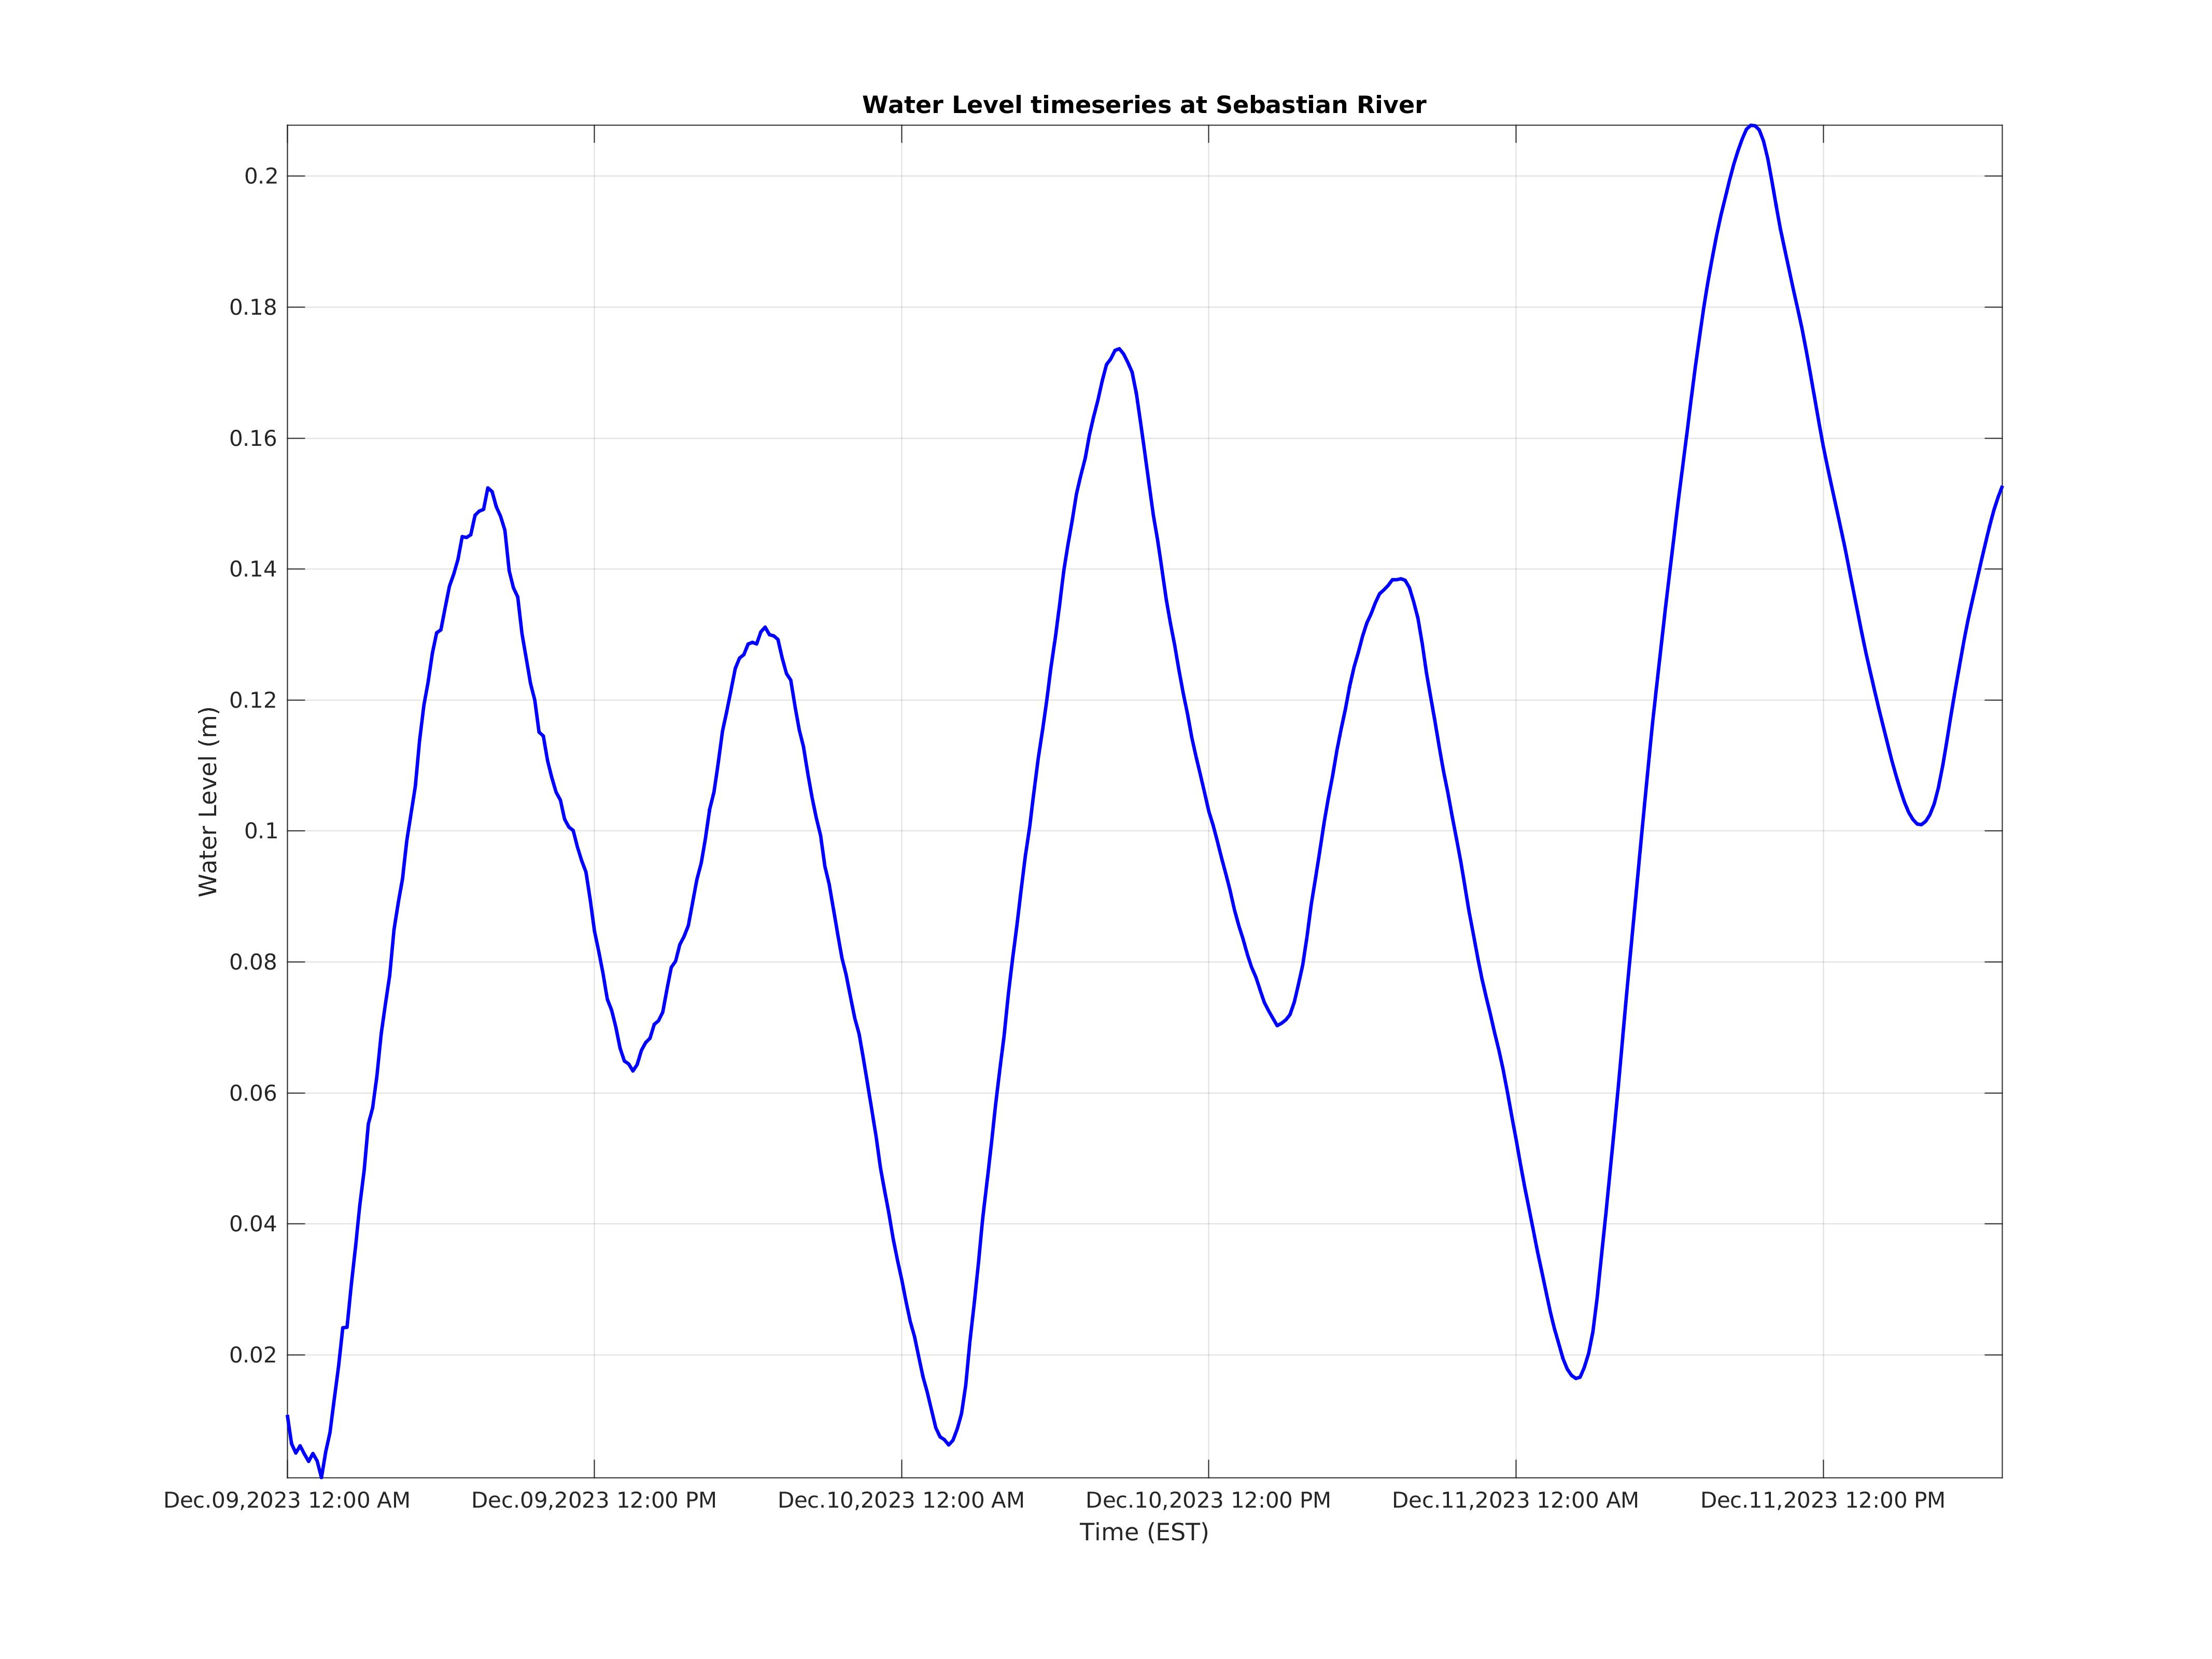 Water Level timeseries at Sebastian River
0.2
0.18
0.16
0.14
0.12
0.1
0.08
0.06
0.04
0.02
Water Level (m)
Dec.09,2023 12:00 AM Dec.09,2023 12:00 PM Dec.10,2023 12:00 AM Dec.10,2023 12:00 PM Dec.11,2023 12:00 AM Dec.11,2023 12:00 PM
Time (EST)